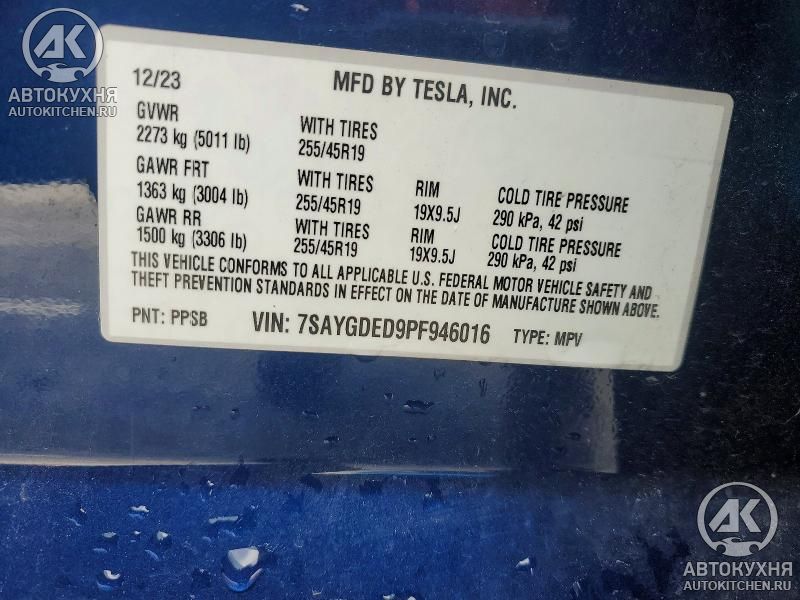 AK
АВТОКУХНЯ
AUTOKITCHEN.RU
12/23 MFD BY TESLA, INC.
GVWR
2273 kg (5011 lb) WITH TIRES 255/45R19
GAWR FRT
1363 kg (3004 lb) WITH TIRES 255/45R19 RIM 19X9.5J COLD TIRE PRESSURE 290 kPa, 42 psi
GAWR RR
1500 kg (3306 lb) WITH TIRES 255/45R19 RIM 19X9.5J COLD TIRE PRESSURE 290 kPa, 42 psi
THIS VEHICLE CONFORMS TO ALL APPLICABLE U.S. FEDERAL MOTOR VEHICLE SAFETY AND
THEFT PREVENTION STANDARDS IN EFFECT ON THE DATE OF MANUFACTURE SHOWN ABOVE.
PNT: PPSB VIN: 7SAYGDED9PF946016 TYPE: MPV
AK
АВТОКУХНЯ
AUTOKITCHEN.RU